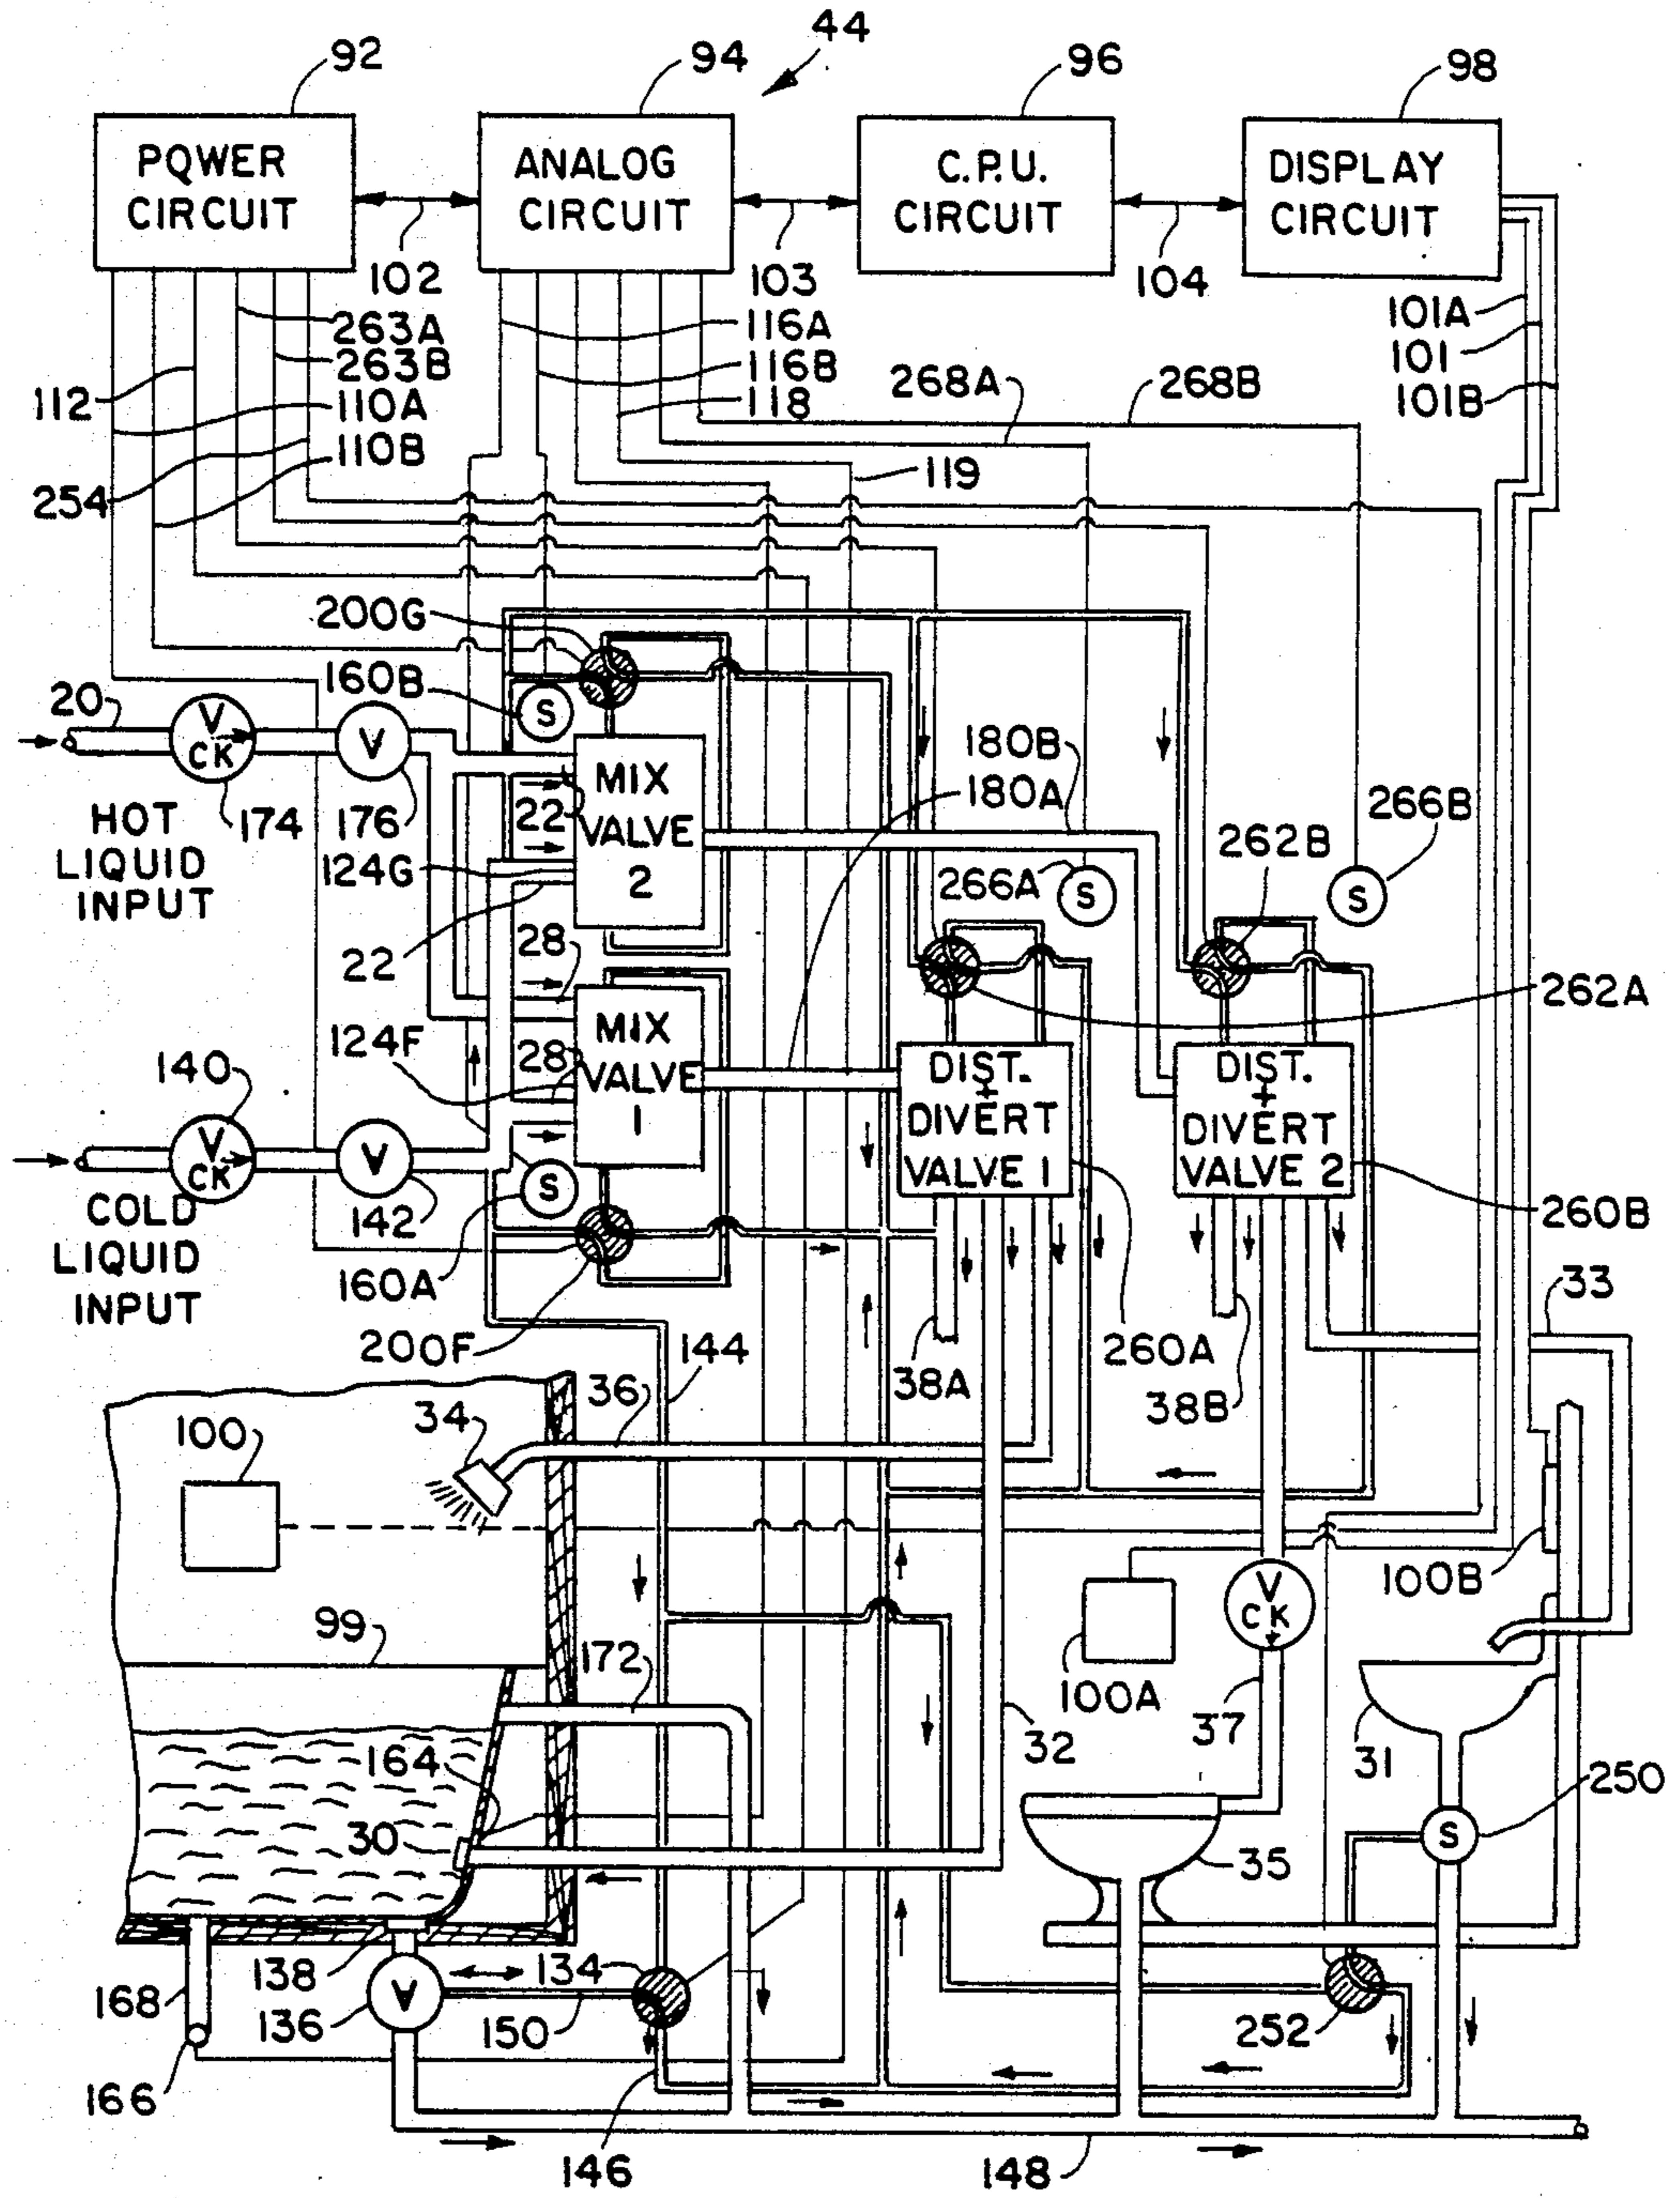 44
92
94
96
98
PQWER
CIRCUIT
ANALOG
CIRCUIT
C.P.U.
CIRCUIT
DISPLAY
CIRCUIT
102
103
104
263A
263B
112
110A
110B
254
116A
116B
118
119
268A
268B
101A
101
101B
200G
160B
20
V
CK
V
174
176
HOT
LIQUID
INPUT
S
MIX
VALVE
2
22
124G
22
180B
180A
266A
S
262B
266B
S
28
124F
28
MIX
VALVE
1
262A
DIST.
+
DIVERT
VALVE 1
DIST.
+
DIVERT
VALVE 2
140
V
CK
V
142
COLD
LIQUID
INPUT
S
160A
200F
144
38A
260A
38B
260B
33
100
34
36
100B
V
CK
100A
99
172
164
30
32
37
31
250
S
35
168
138
136
V
134
150
252
166
146
148